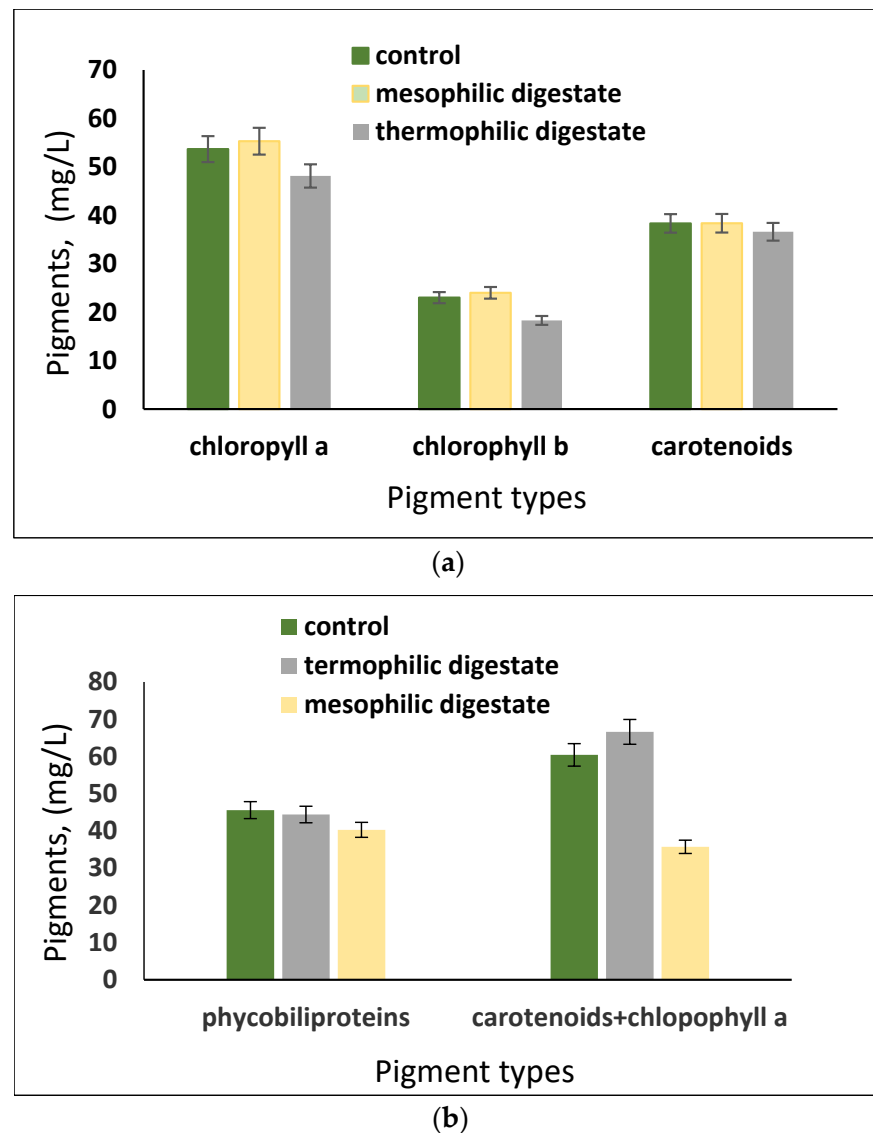 control
mesophilic digestate
thermophilic digestate
70
60
50
40
30
20
10
0
Pigments, (mg/L)
chloropyll a chlorophyll b carotenoids
Pigment types
(a)
control
termophilic digestate
mesophilic digestate
80
70
60
50
40
30
20
10
0
Pigments, (mg/L)
phycobiliproteins carotenoids+chlopophyll a
Pigment types
(b)